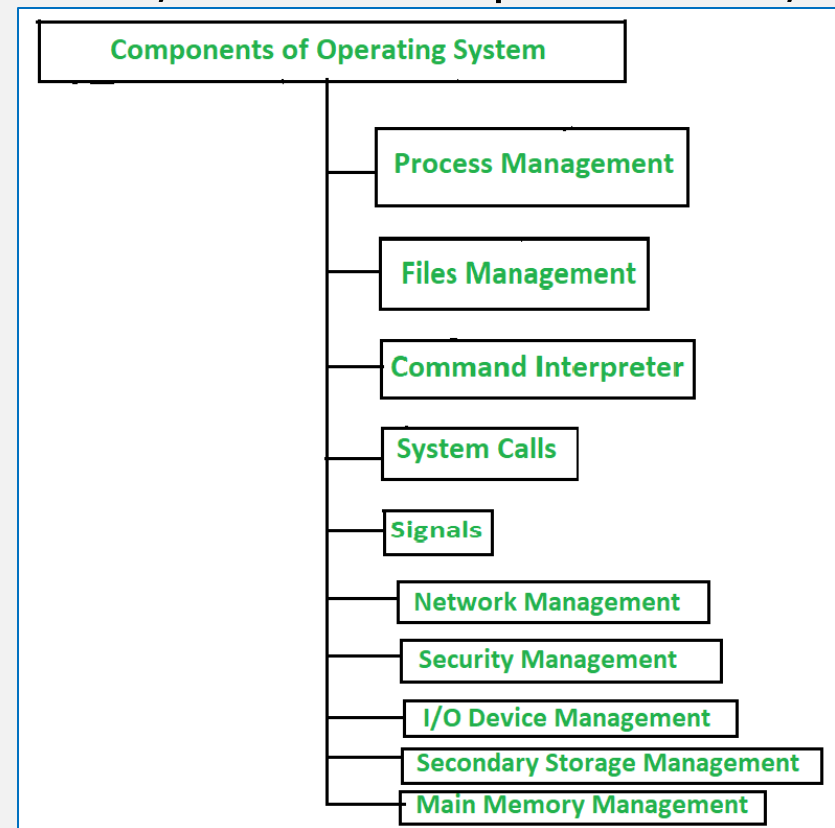 Components of Operating System
Process Management
Files Management
Command Interpreter
System Calls
Signals
Network Management
Security Management
I/O Device Management
Secondary Storage Management
Main Memory Management